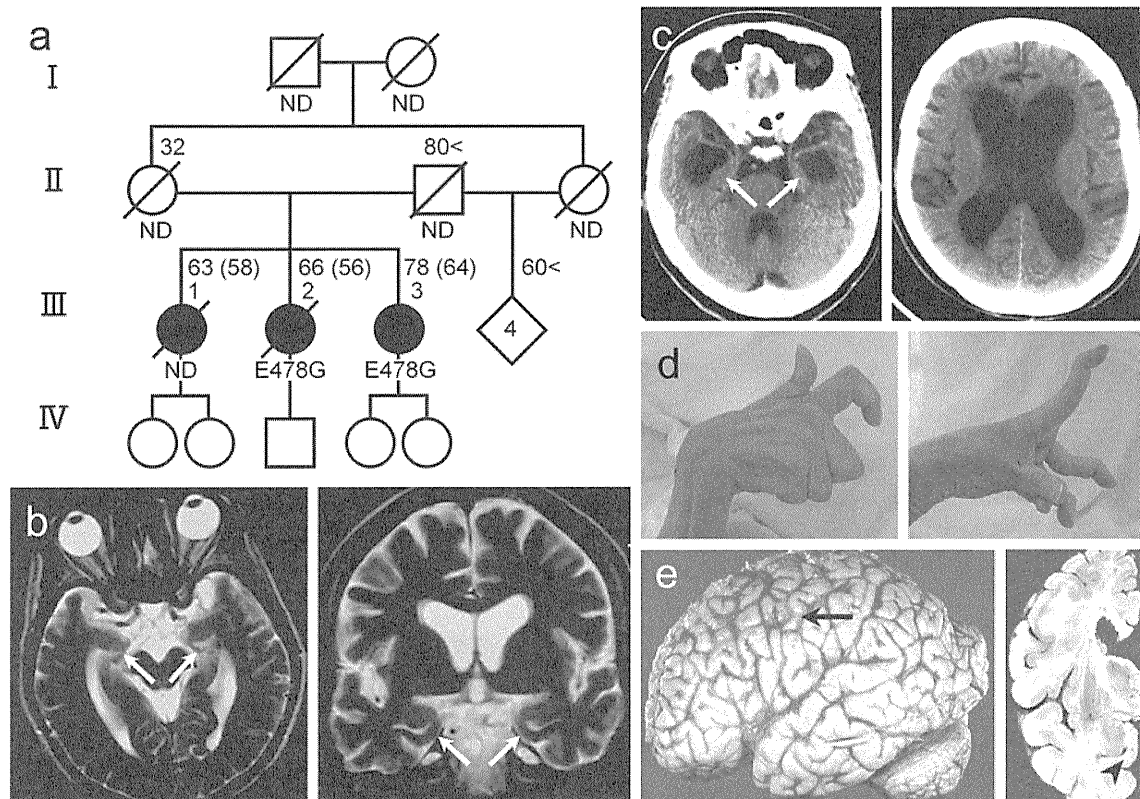 a
I
ND ND
32 80<
II
ND ND ND
63 (58) 66 (56) 78 (64) 60<
1 2 3
III
4
ND E478G E478G
IV
b
c
d
e